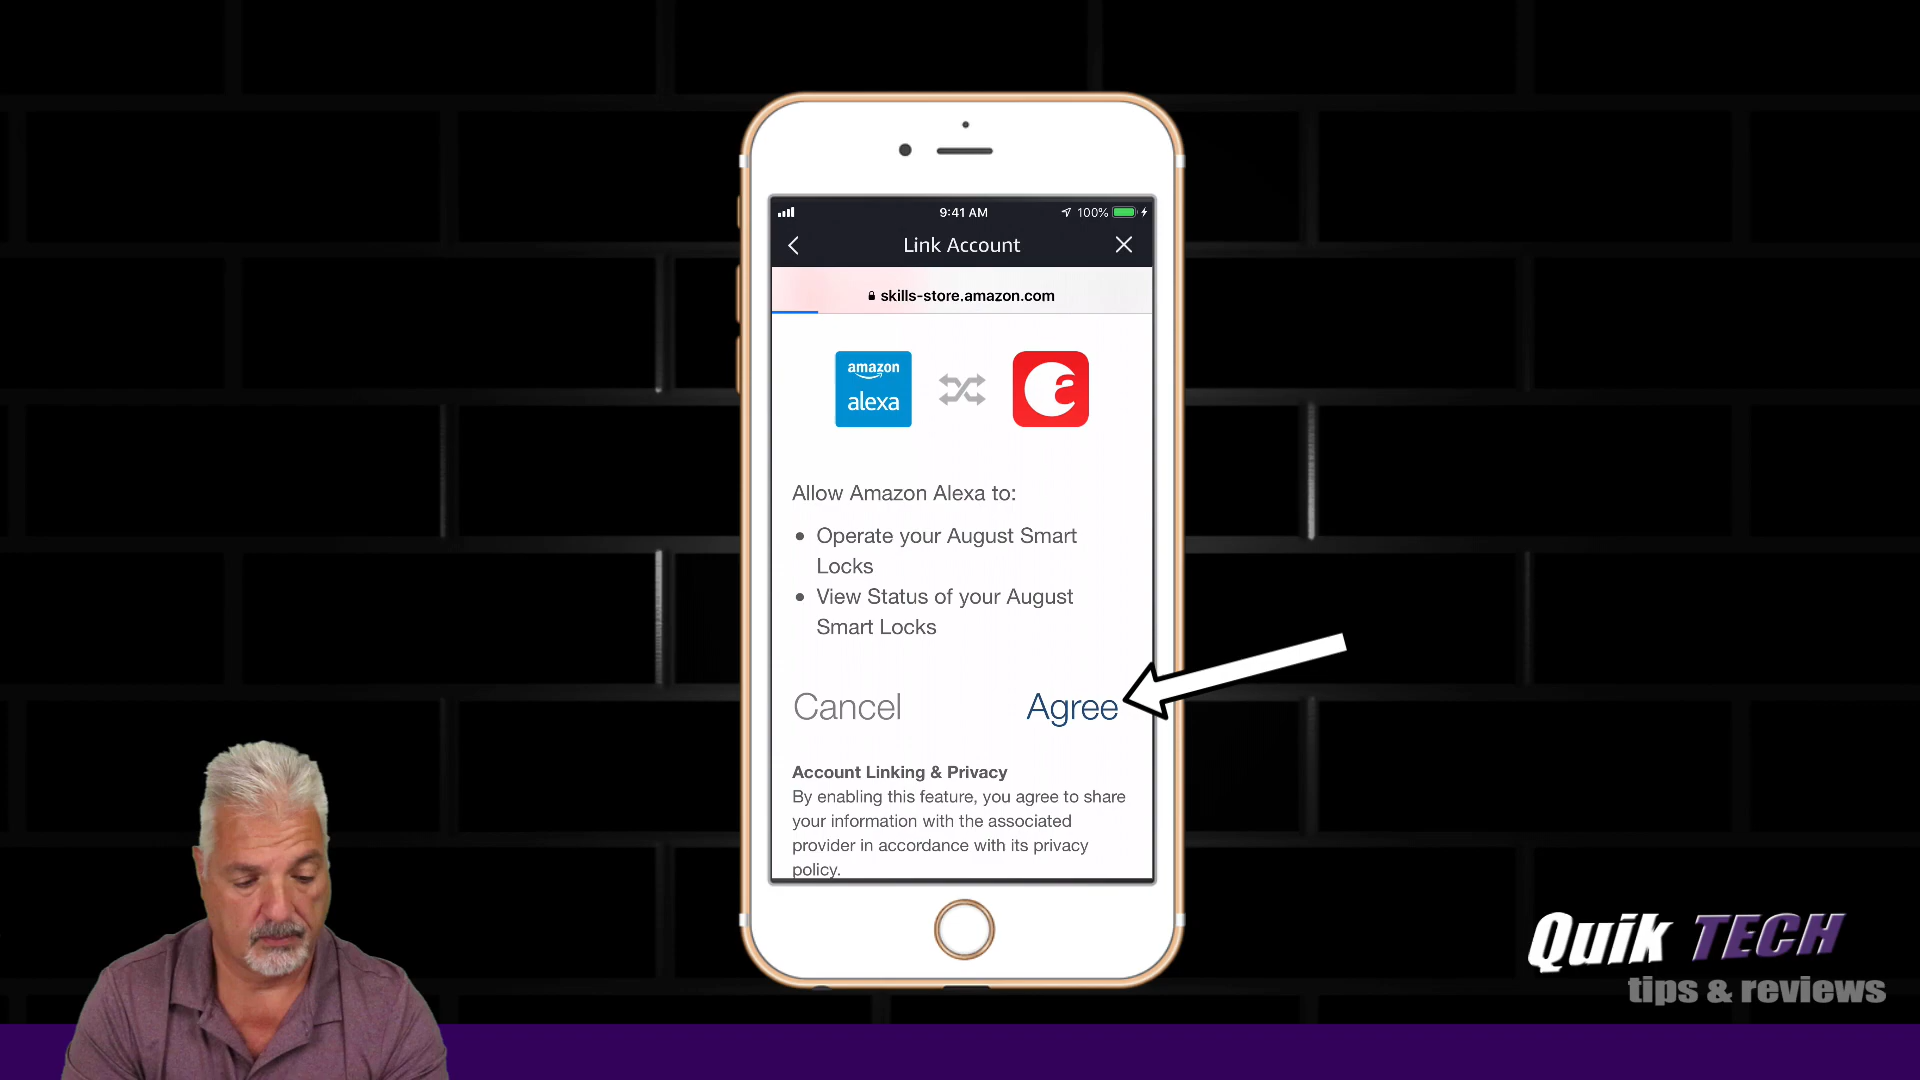 9:41 AM
100%
Link Account
skills-store.amazon.com
amazon
alexa
a
Allow Amazon Alexa to:
• Operate your August Smart
Locks
• View Status of your August
Smart Locks
Cancel
Agree
Account Linking & Privacy
By enabling this feature, you agree to share
your information with the associated
provider in accordance with its privacy
policy.
Quik TECH
tips & reviews